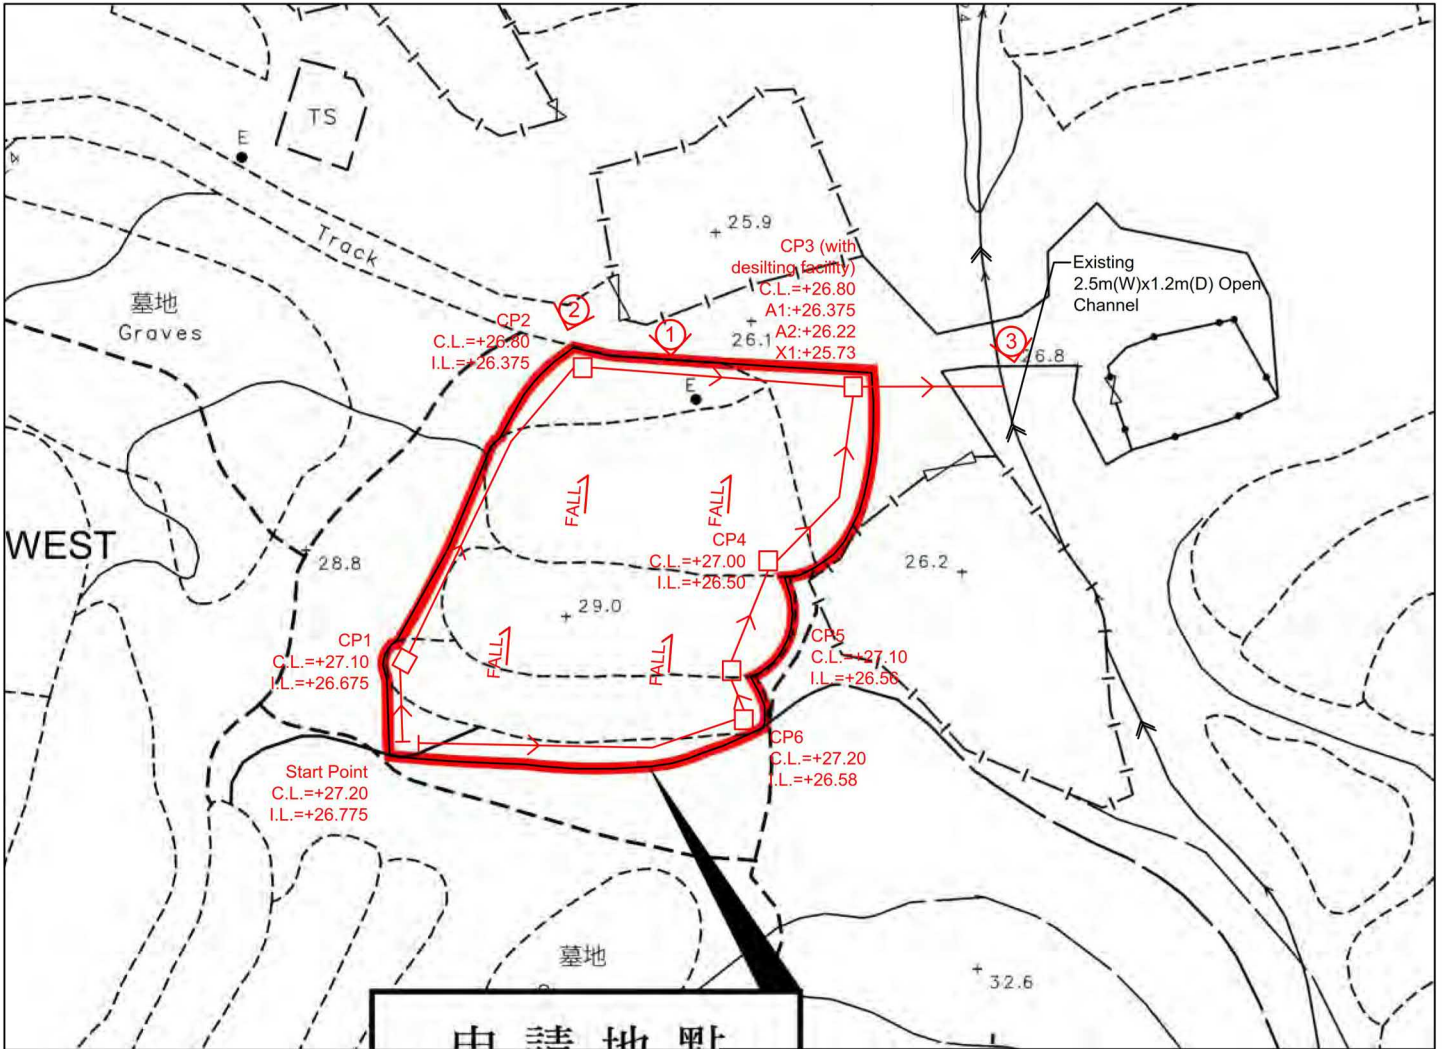 TS
E
Track
墓地
Graves
25.9
CP3 (with
desilting facility)
C.L.=+26.80
A1:+26.375
A2:+26.22
X1:+25.73
Existing
2.5m(W)x1.2m(D) Open
Channel
2
CP2
C.L.=+26.80
I.L.=+26.375
1
26.1
3
26.8
E
FALL
FALL
WEST
28.8
CP4
C.L.=+27.00
I.L.=+26.50
26.2
29.0
CP1
C.L.=+27.10
I.L.=+26.675
FALL
FALL
CP5
C.L.=+27.10
I.L.=+26.56
CP6
C.L.=+27.20
I.L.=+26.58
Start Point
C.L.=+27.20
I.L.=+26.775
墓地
32.6
申請地點